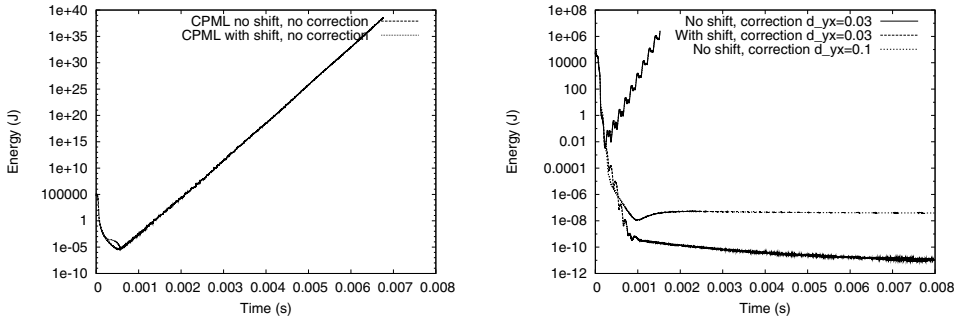 CPML no shift, no correction
CPML with shift, no correction
1e+40
1e+35
1e+30
1e+25
1e+20
1e+15
1e+10
100000
1
1e-05
1e-10
Energy (J)
0 0.001 0.002 0.003 0.004 0.005 0.006 0.007 0.008
Time (s)
No shift, correction d_yx=0.03
With shift, correction d_yx=0.03
No shift, correction d_yx=0.1
1e+06
10000
100
1
0.01
0.0001
1e-06
1e-08
1e-10
1e-12
Energy (J)
0 0.001 0.002 0.003 0.004 0.005 0.006 0.007 0.008
Time (s)